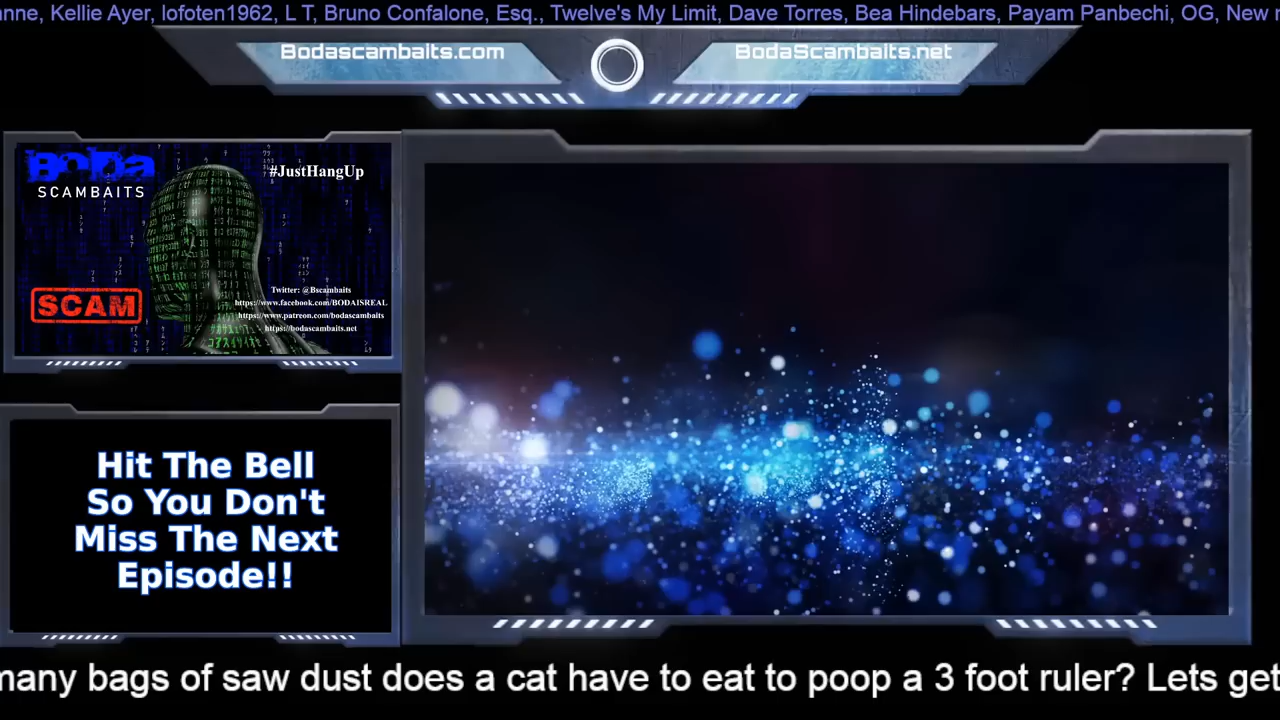 nne, Kellie Ayer, lofoten1962, L T, Bruno Confalone, Esq., Twelve's My Limit, Dave Torres, Bea Hindebars, Payam Panbechi, OG, New
Bodascambaits.com
BodaScambaits.net
BoDa
SCAMBAITS
#JustHangUp
SCAM
Twitter: @Bscambaits
https://www.facebook.com/BODAISREAL
https://www.patreon.com/bodascambaits
https://bodascambaits.net
Hit The Bell
So You Don't
Miss The Next
Episode!!
many bags of saw dust does a cat have to eat to poop a 3 foot ruler? Lets get